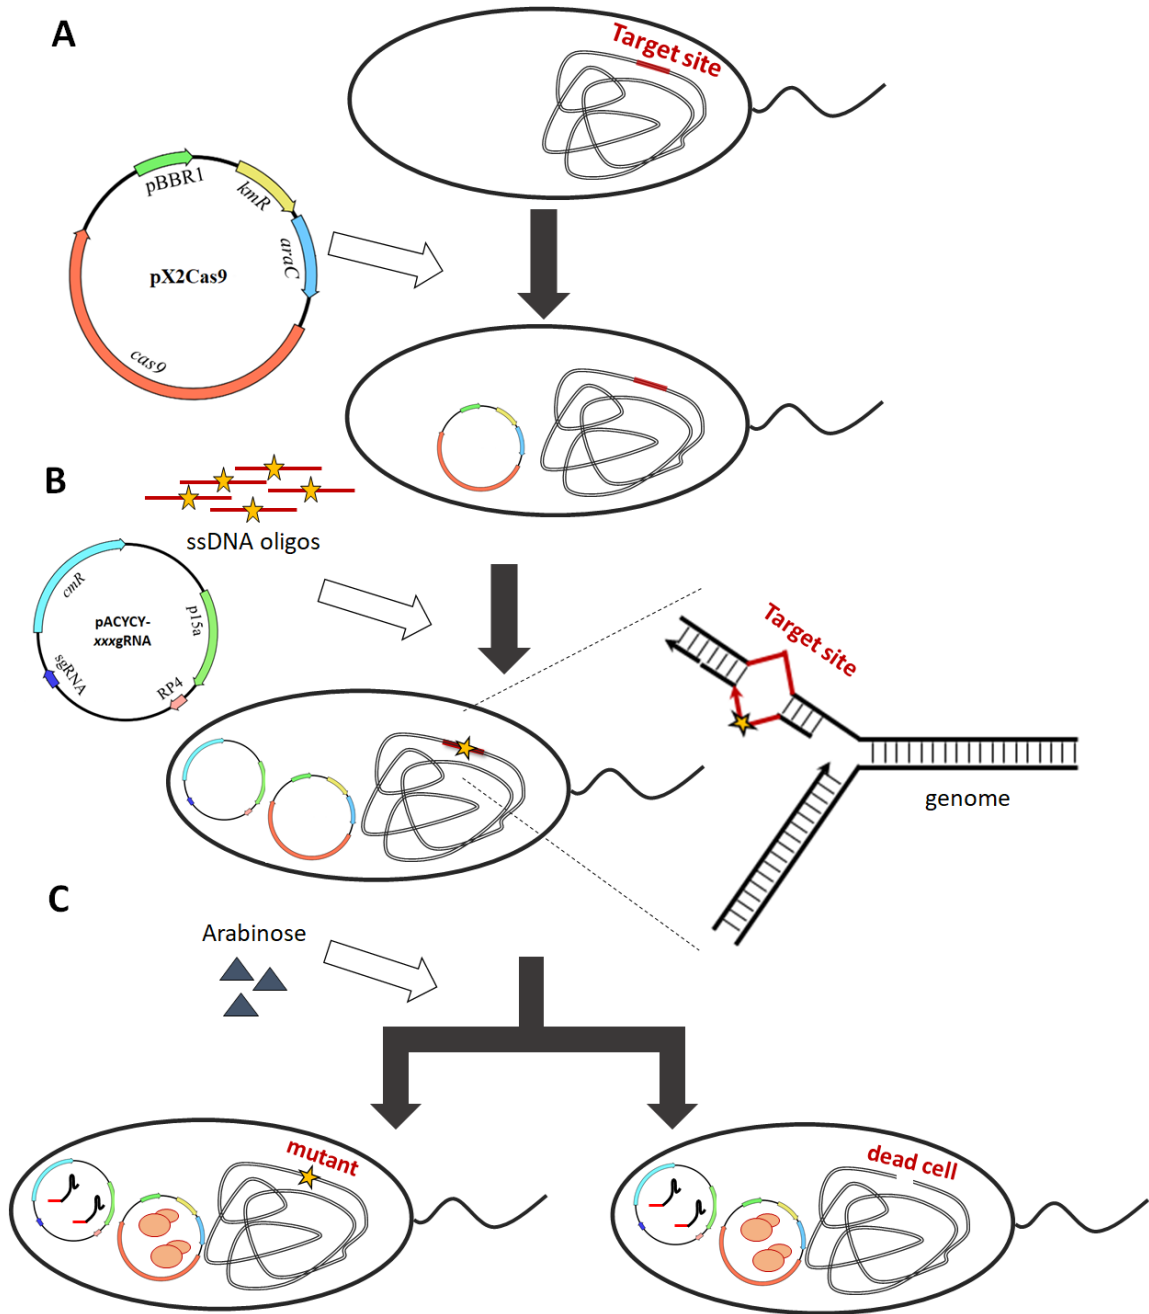 A
Target site
pBBR1
kmR
araC
pX2Cas9
cas9
B
ssDNA oligos
cmR
p15a
pACYCY-
xxxgRNA
sgRNA
RP4
Target site
genome
C
Arabinose
mutant
dead cell